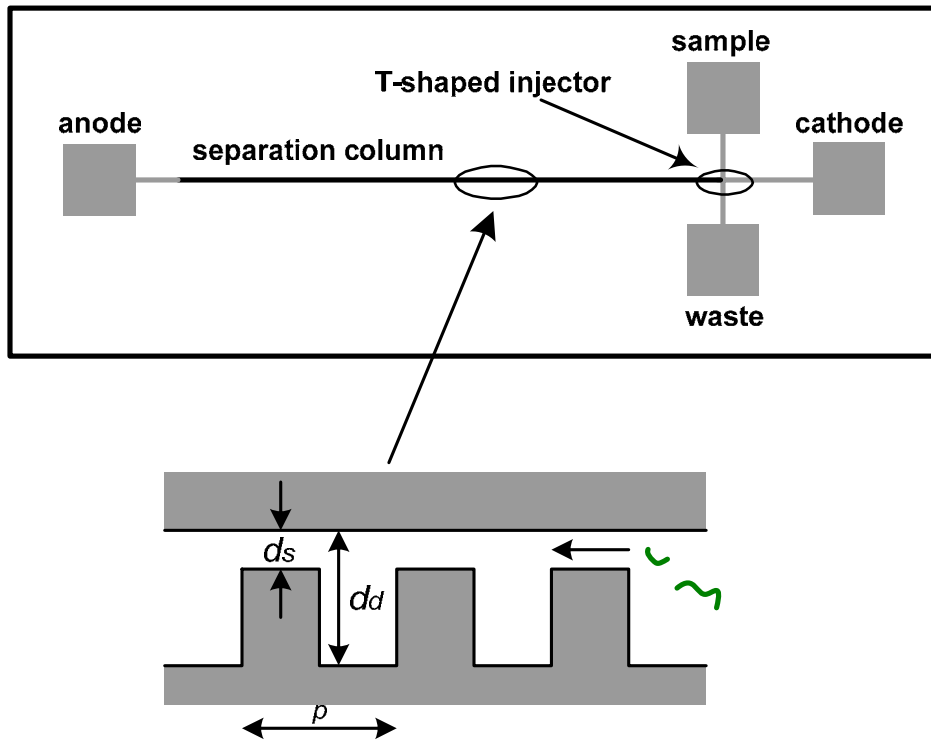 sample
T-shaped injector
anode
cathode
separation column
waste
ds
dd
p